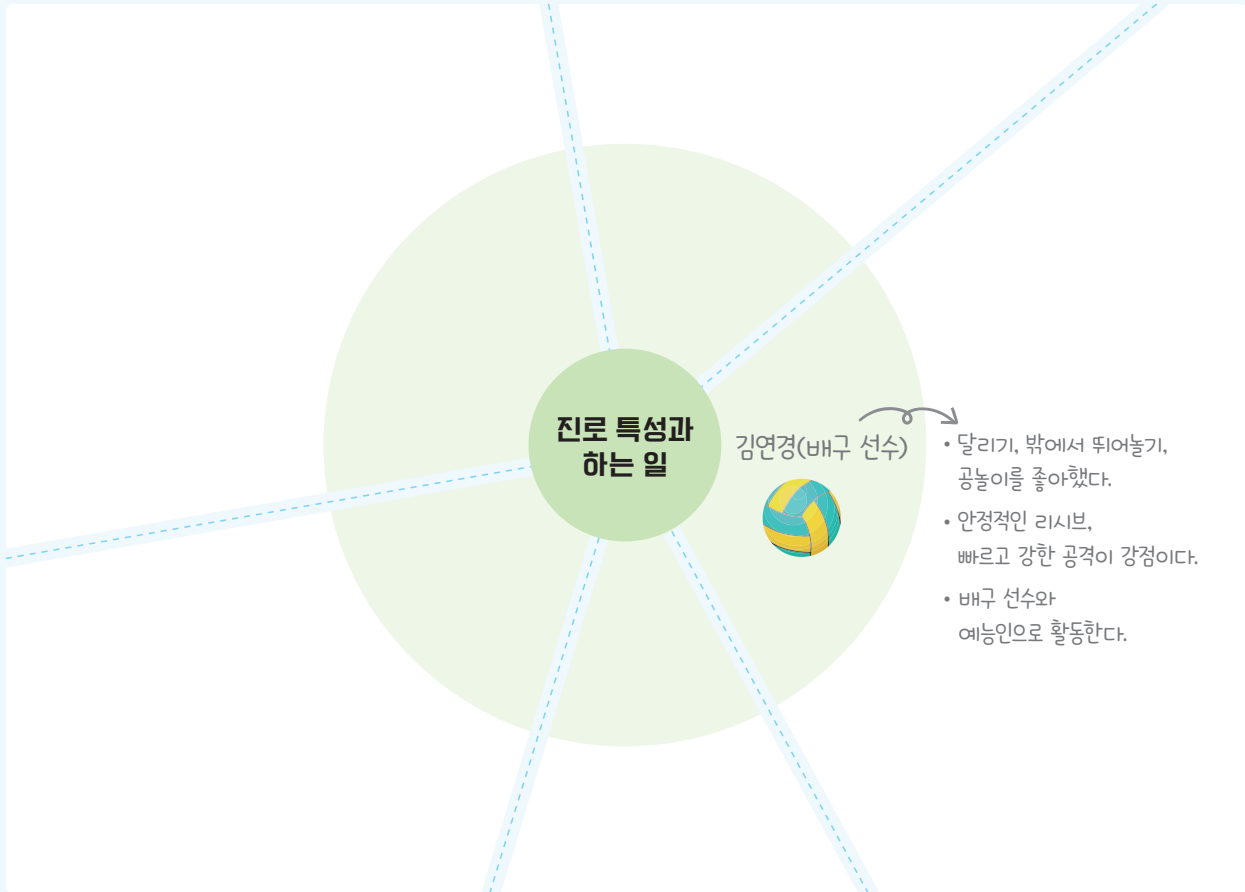 진로 특성과
하는 일
김연경(배구 선수)
• 달리기, 밖에서 뛰어놀기,
공놀이를 좋아했다.
• 안정적인 리시브,
빠르고 강한 공격이 강점이다.
• 배구 선수와
예능인으로 활동한다.